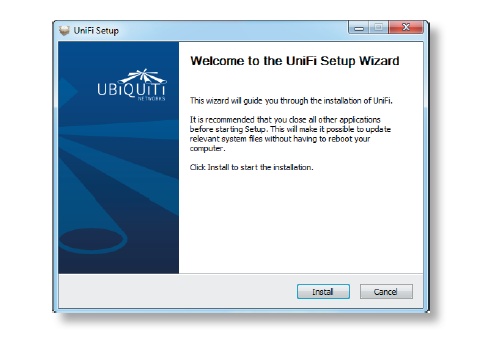 UniFi Setup
UBIQUITI
NETWORKS
Welcome to the UniFi Setup Wizard
This wizard will guide you through the installation of UniFi.
It is recommended that you close all other applications
before starting Setup. This will make it possible to update
relevant system files without having to reboot your
computer.
Click Install to start the installation.
Install
Cancel